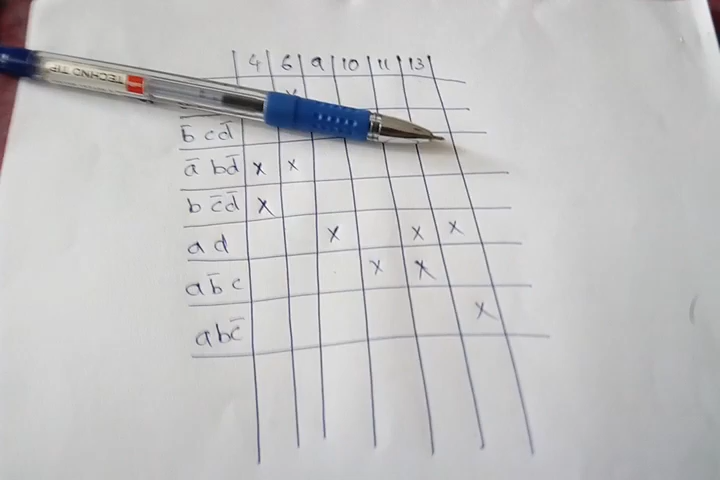 4 6 9 10 11 13
TECHNO TIP
b̄ c d̄
ā b d̄ x x
b c̄ d̄ x
a d x x x
a b̄ c x x
a b c̄ x